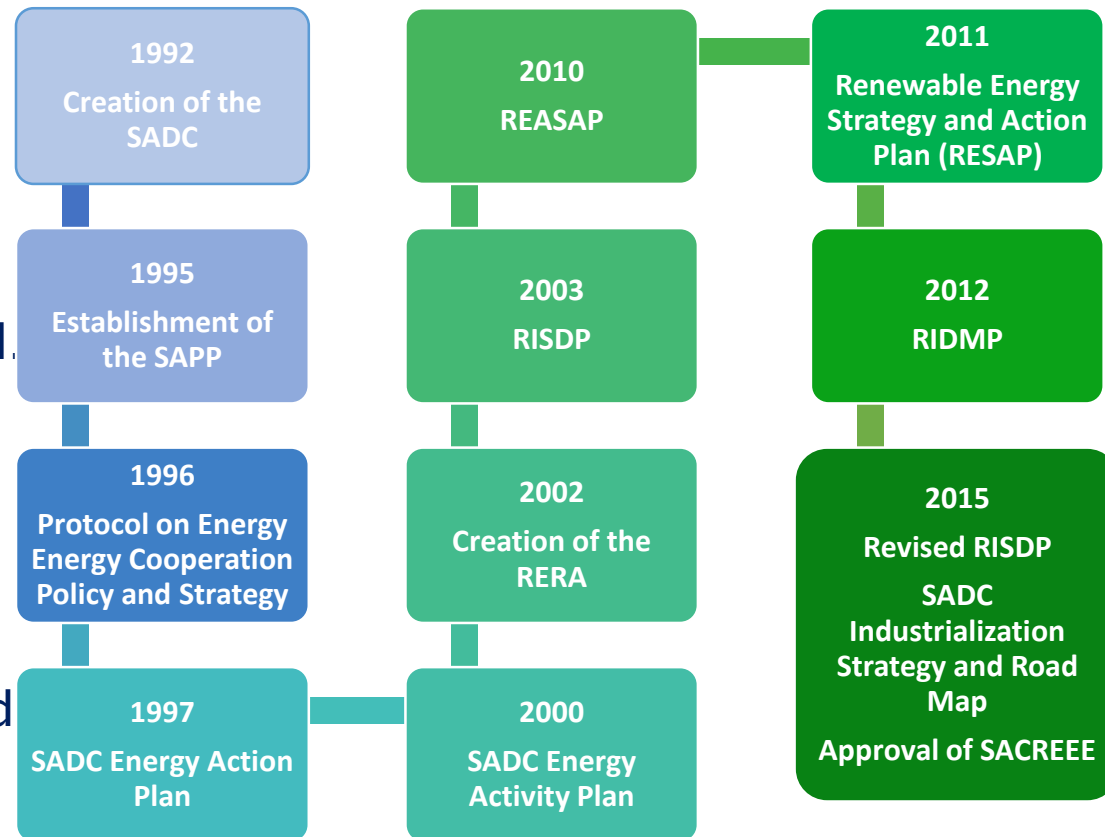 1992
Creation of the
SADC
1995
Establishment of
the SAPP
1996
Protocol on Energy
Energy Cooperation
Policy and Strategy
d
1997
SADC Energy Action
Plan
2000
SADC Energy
Activity Plan
2002
Creation of the
RERA
2003
RISDP
2010
REASAP
2011
Renewable Energy
Strategy and Action
Plan (RESAP)
2012
RIDMP
2015
Revised RISDP
SADC
Industrialization
Strategy and Road
Map
Approval of SACREEE